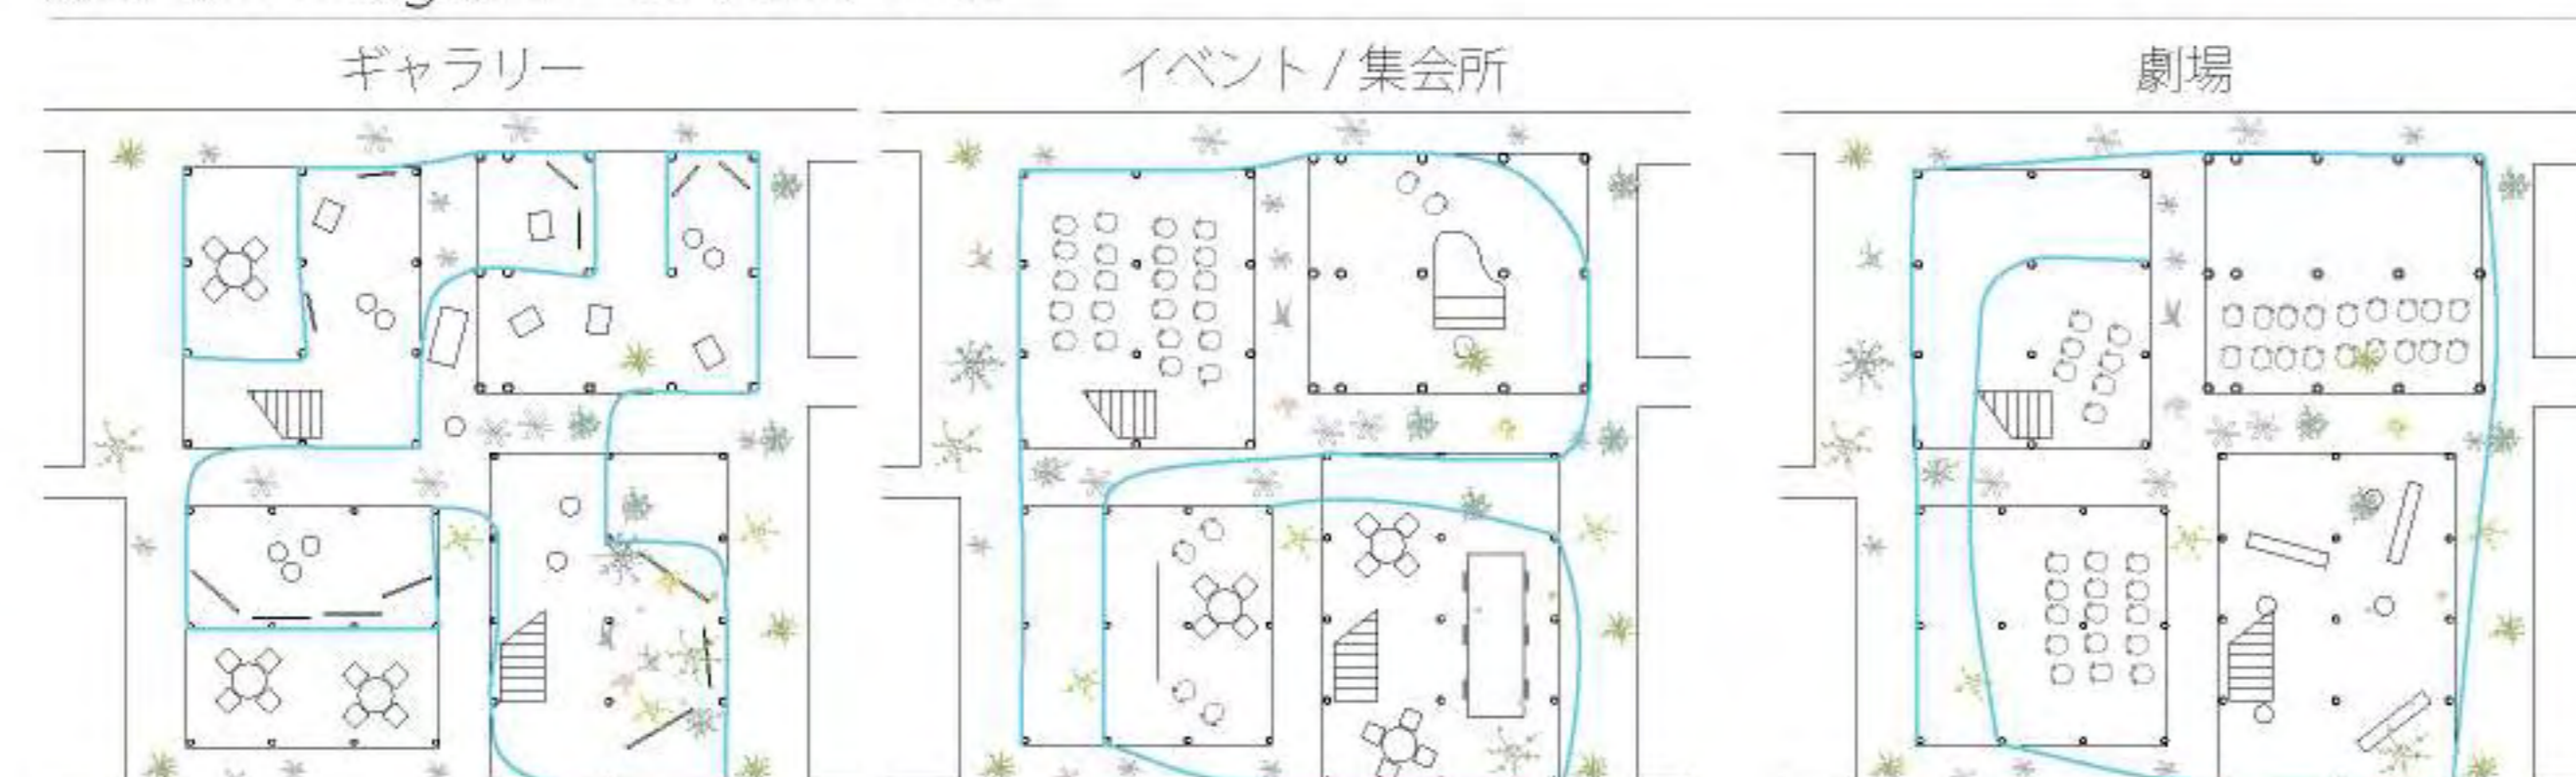 ギャラリー
イベント / 集会所
劇場